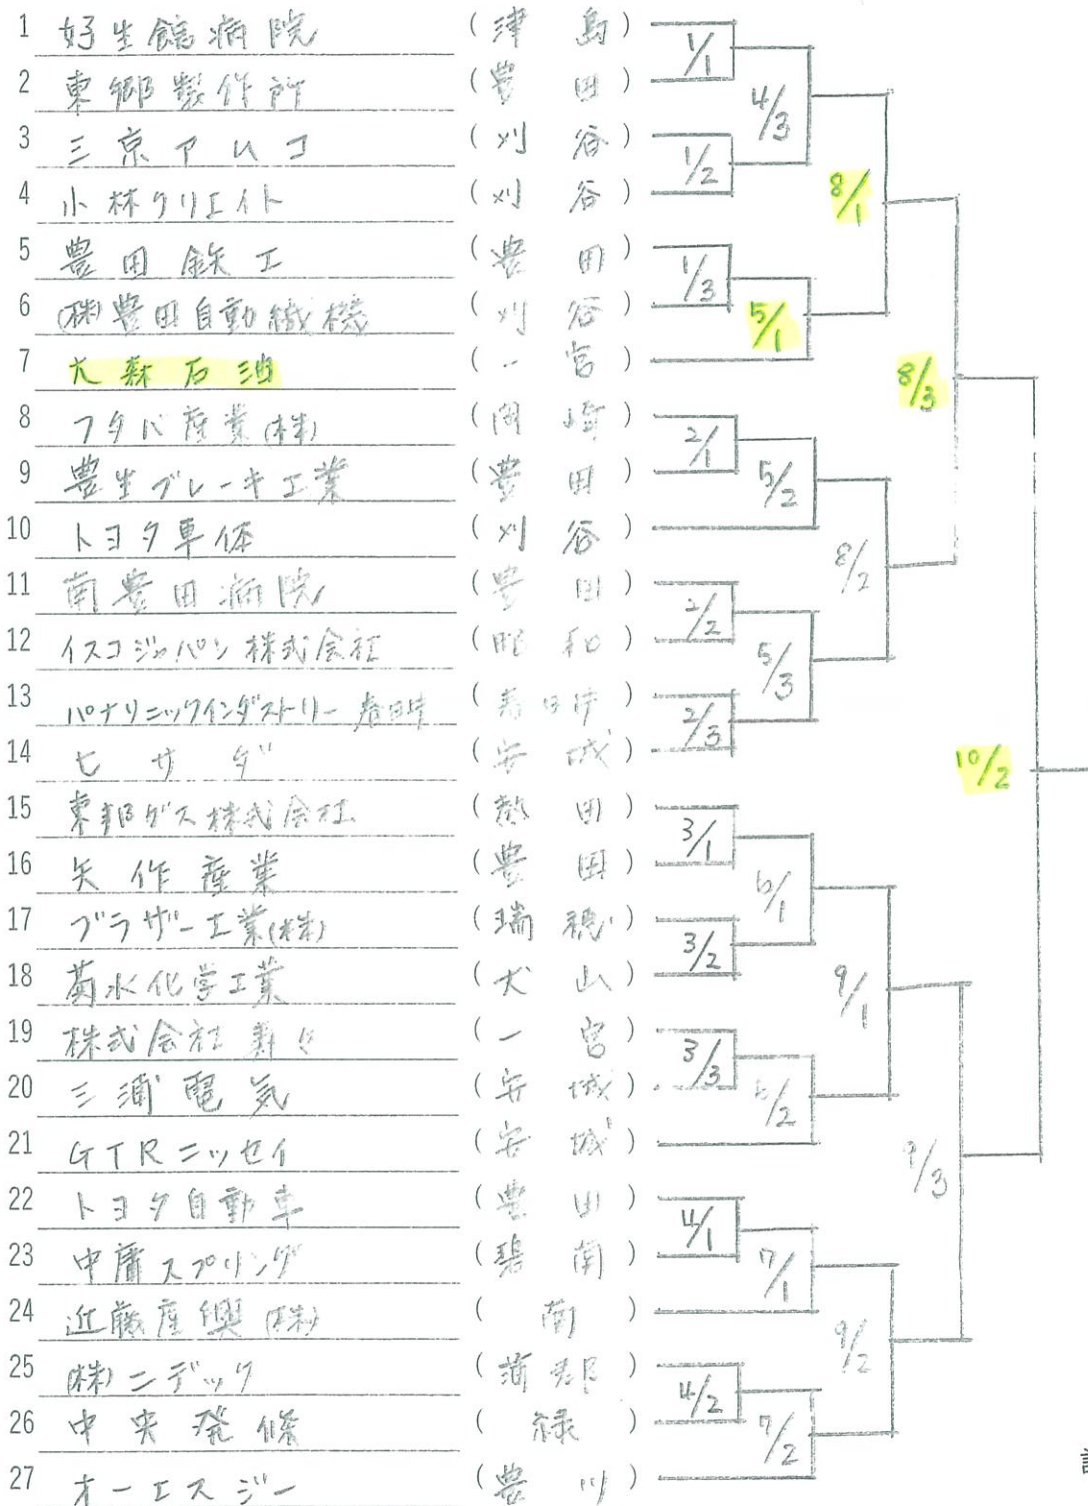 1 好生館病院 (津島)
2 東郷製作所 (豊田)
3 三京アムコ (刈谷)
4 小林クリエイト (刈谷)
5 豊田鉄工 (豊田)
6 (株)豊田自動織機 (刈谷)
7 大森石油 (一宮)
8 フタバ産業(株) (岡崎)
9 豊生ブレーキ工業 (豊田)
10 トヨタ車体 (刈谷)
11 南豊田病院 (豊田)
12 イスコジャパン株式会社 (昭和)
13 パナソニックインダストリー春日井 (春日井)
14 ヒサダ (安城)
15 東邦ガス株式会社 (熱田)
16 矢作産業 (豊田)
17 ブラザー工業(株) (瑞穂)
18 菊水化学工業 (犬山)
19 株式会社 (一宮)
20 三浦電気 (安城)
21 GTRニッセイ (安城)
22 トヨタ自動車 (豊田)
23 中庸スプリング (碧南)
24 近藤産興(株) (南)
25 (株)ニデック (蒲郡)
26 中央発條 (緑)
27 オーエスジー (豊川)
1/1
1/2
1/3
2/1
2/2
2/3
3/1
3/2
3/3
4/1
4/2
4/3
5/1
5/2
5/3
6/1
6/2
7/1
7/2
8/1
8/2
9/1
9/2
8/3
9/3
10/2